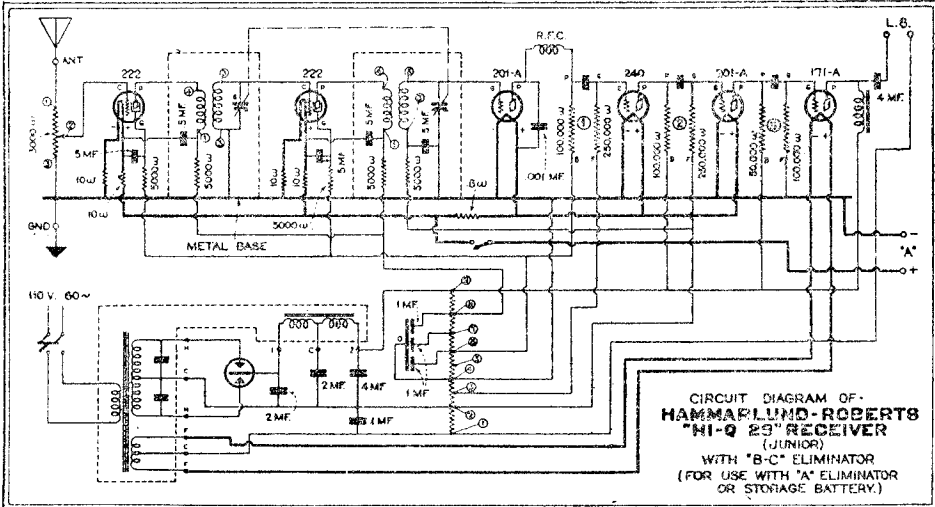 L.S.
R.F.C.
ANT.
222
222
201-A
240
201-A
171-A
4 MF.
3000 ω
.5 MF.
.5 MF.
.5 MF.
.5 MF.
.5 MF.
.001 MF.
10 ω
5000 ω
5000 ω
10 ω
10 ω
5000 ω
5000 ω
100,000 ω
250,000 ω
100,000 ω
250,000 ω
50,000 ω
100,000 ω
10 ω
5000 ω
.8 ω
GND
METAL BASE
-
"A"
+
110 V. 60~
1 MF.
1 MF.
2 MF.
2 MF.
4 MF.
.1 MF.
CIRCUIT DIAGRAM OF-
HAMMARLUND-ROBERTS
"HI-Q 29" RECEIVER
(JUNIOR)
WITH "B-C" ELIMINATOR
(FOR USE WITH "A" ELIMINATOR
OR STORAGE BATTERY.)